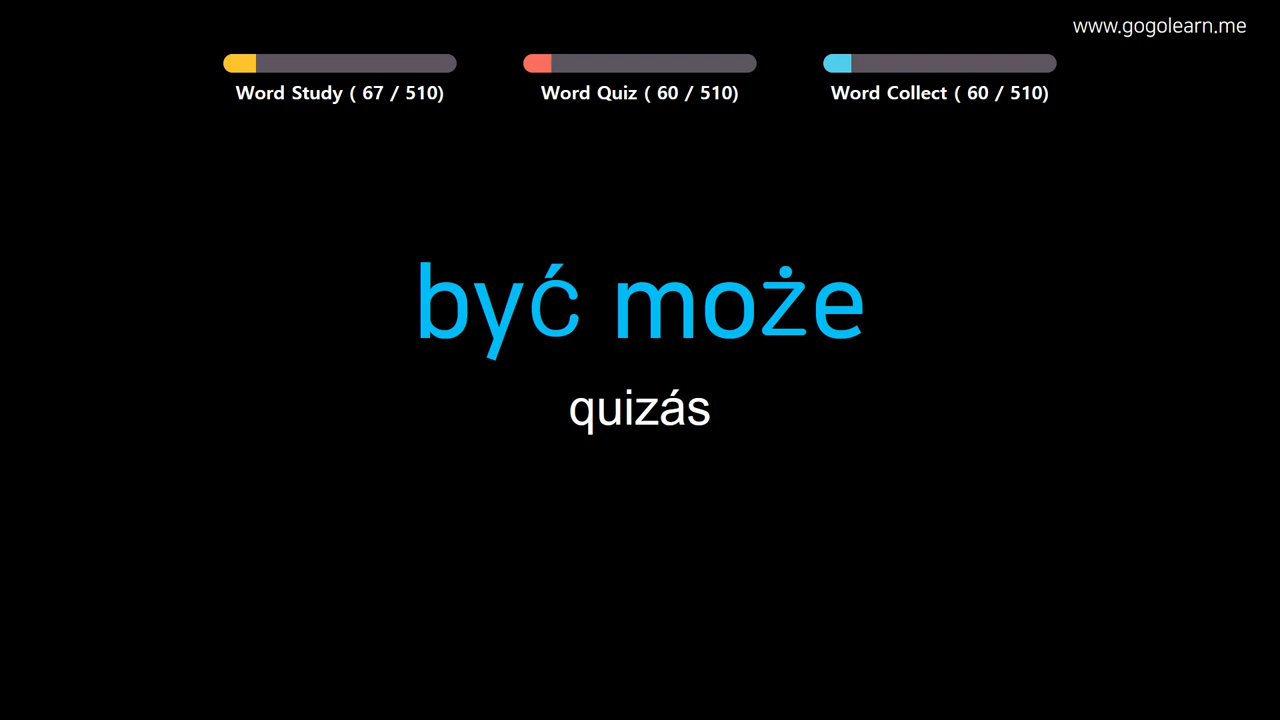 www.gogolearn.me
Word Study ( 67 / 510)
Word Quiz ( 60 / 510)
Word Collect ( 60 / 510)
być może
quizás